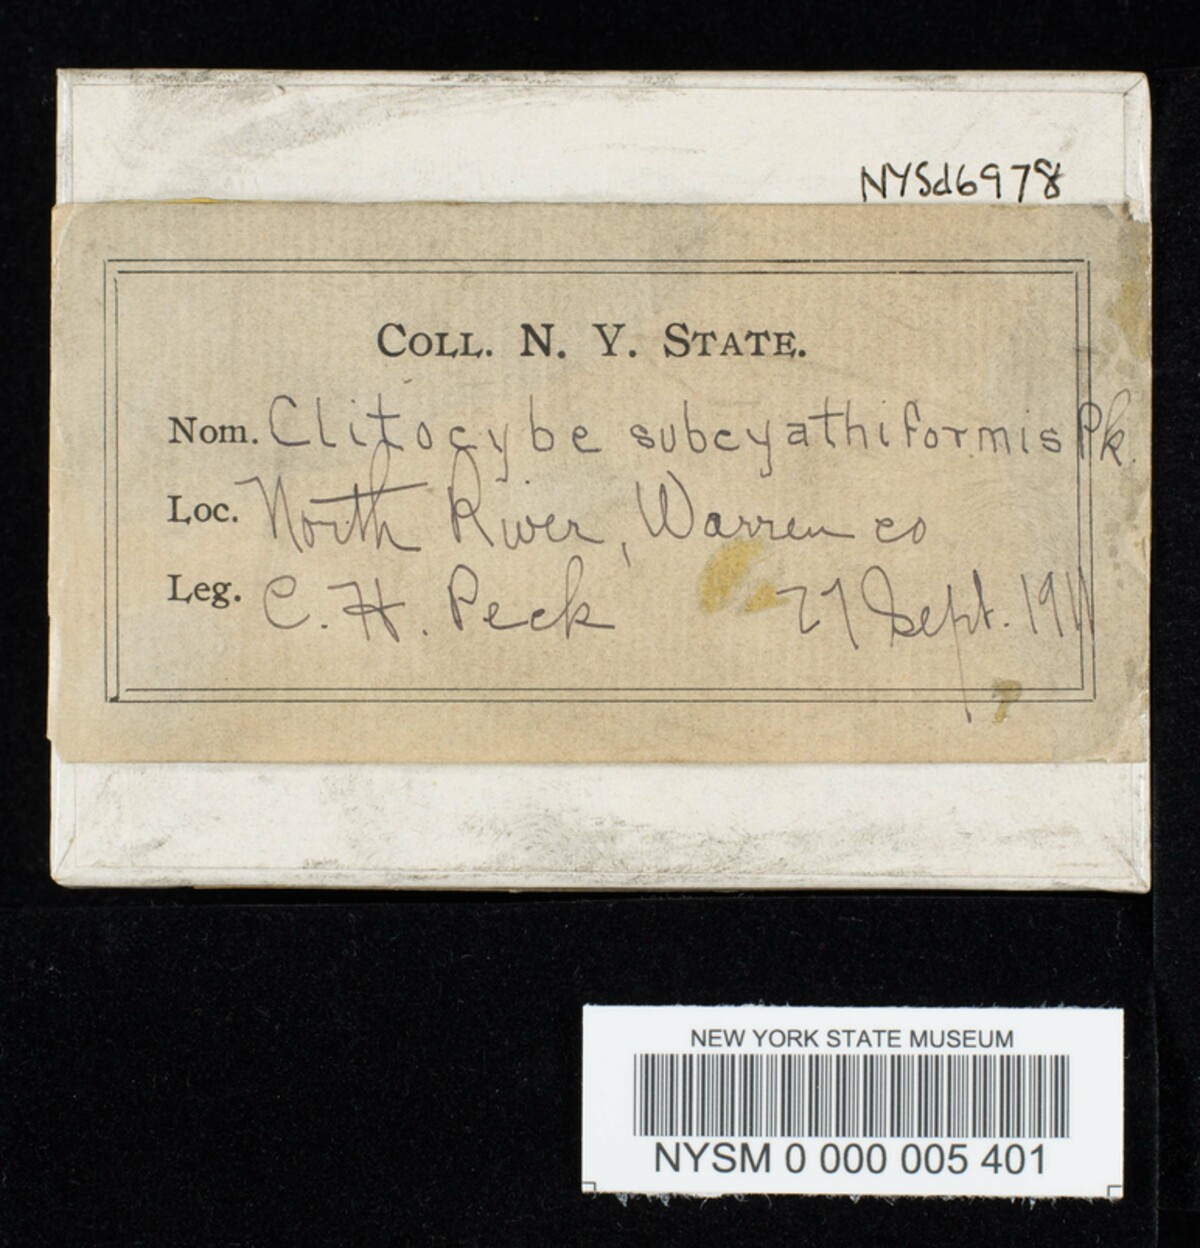 NYSd6978
COLL. N. Y. STATE.
Nom. Clitocybe subcyathiformis Pk.
Loc. North River, Warren co
Leg. C. H. Peck 27 Sept. 1911
NEW YORK STATE MUSEUM
NYSM 0 000 005 401